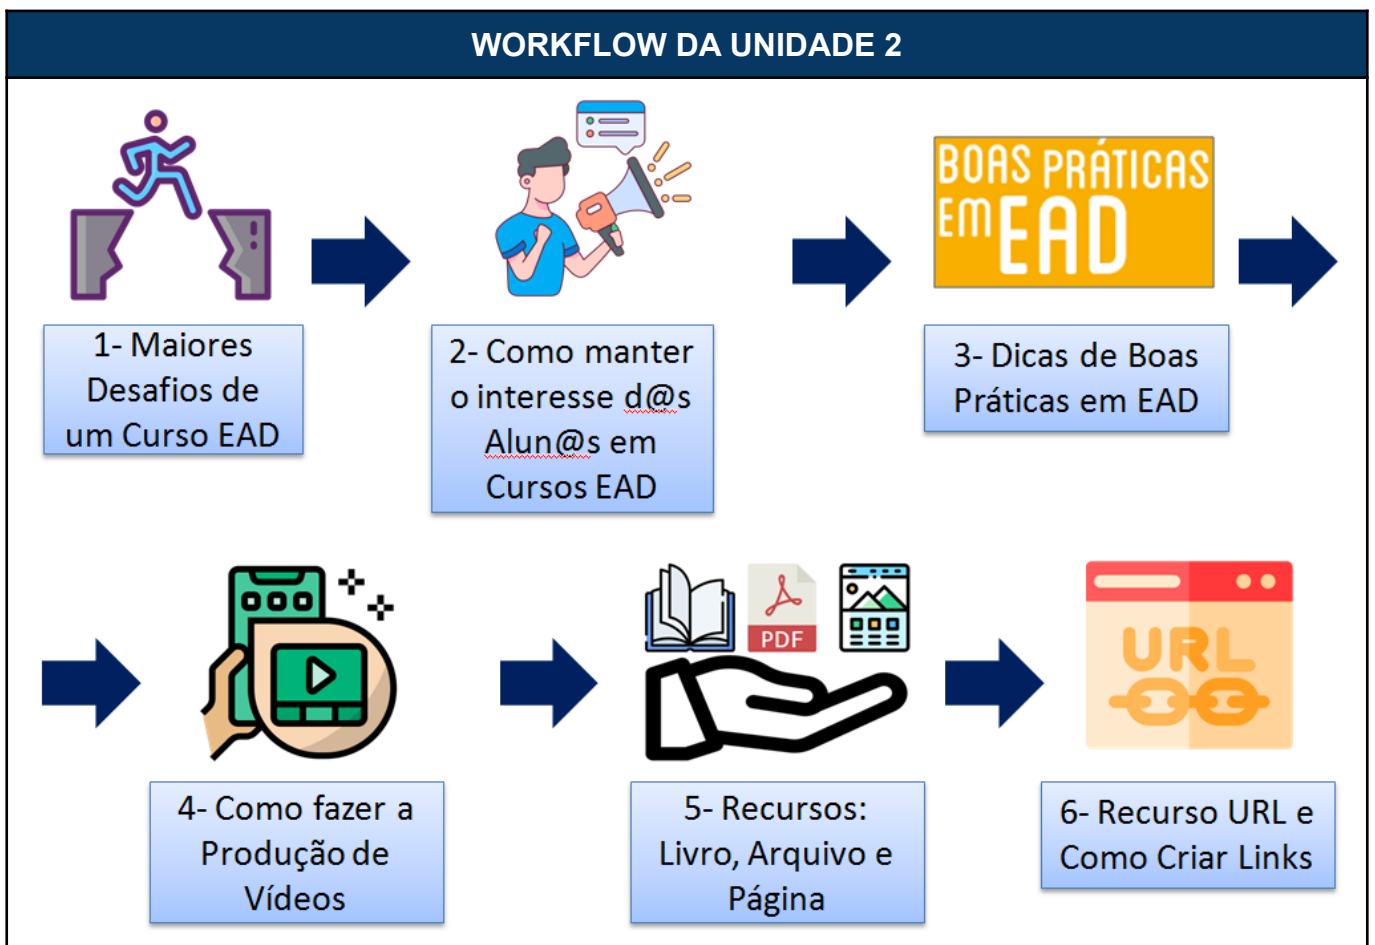 WORKFLOW DA UNIDADE 2
BOAS PRÁTICAS
EM EAD
1- Maiores
Desafios de
um Curso EAD
2- Como manter
o interesse d@s
Alun@s em
Cursos EAD
3- Dicas de Boas
Práticas em EAD
PDF
URL
4- Como fazer a
Produção de
Vídeos
5- Recursos:
Livro, Arquivo e
Página
6- Recurso URL e
Como Criar Links